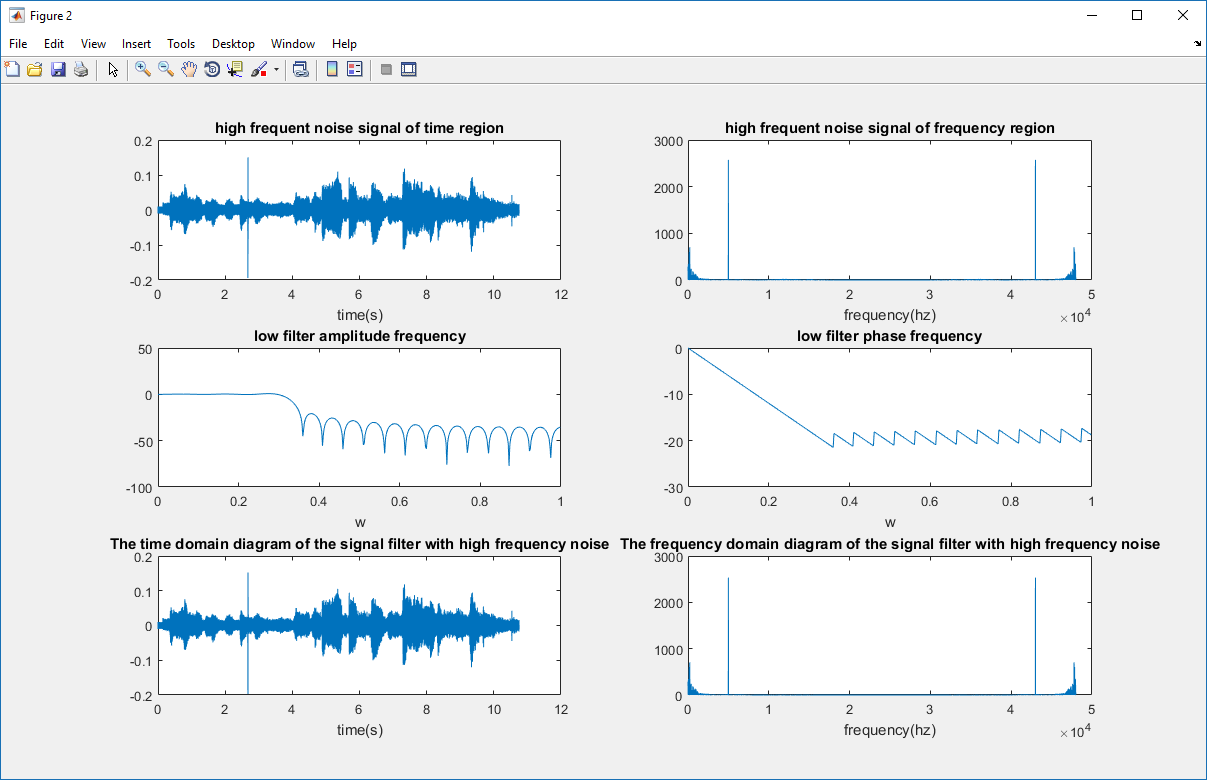 Figure 2
File Edit View Insert Tools Desktop Window Help
high frequent noise signal of time region
0.2
0.1
0
-0.1
-0.2
0 2 4 6 8 10 12
time(s)
high frequent noise signal of frequency region
3000
2000
1000
0
0 1 2 3 4 5
frequency(hz)
×10^4
low filter amplitude frequency
50
0
-50
-100
0 0.2 0.4 0.6 0.8 1
w
low filter phase frequency
0
-10
-20
-30
0 0.2 0.4 0.6 0.8 1
w
The time domain diagram of the signal filter with high frequency noise
0.2
0.1
0
-0.1
-0.2
0 2 4 6 8 10 12
time(s)
The frequency domain diagram of the signal filter with high frequency noise
3000
2000
1000
0
0 1 2 3 4 5
frequency(hz)
×10^4